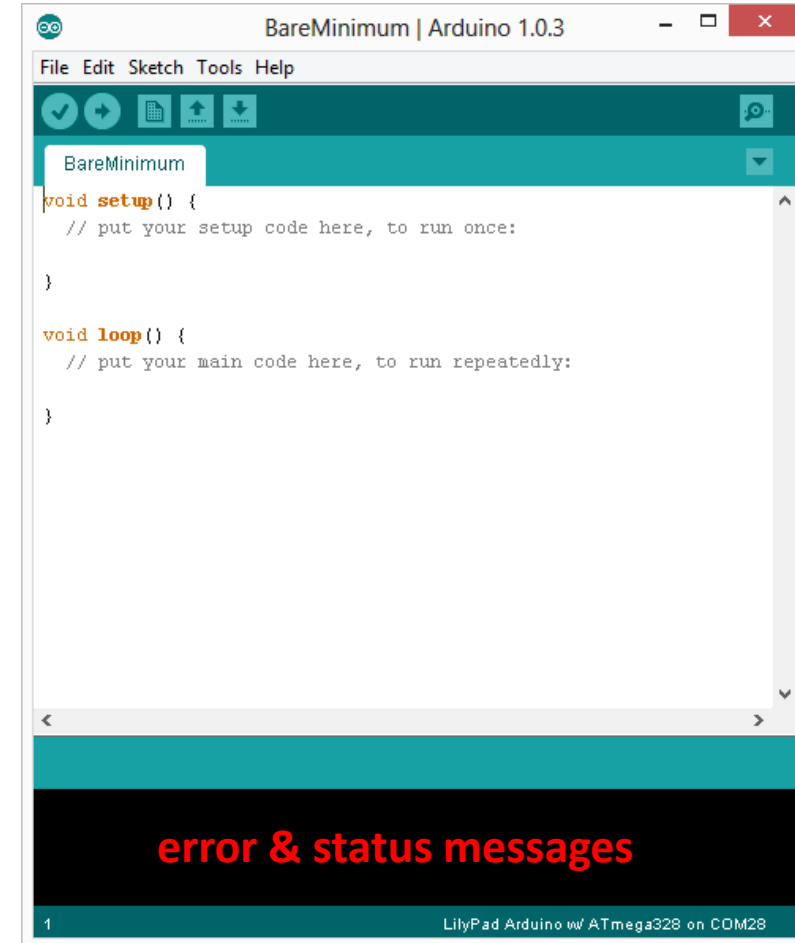 BareMinimum | Arduino 1.0.3
File Edit Sketch Tools Help
BareMinimum
void setup() {
  // put your setup code here, to run once:
}
void loop() {
  // put your main code here, to run repeatedly:
}
error & status messages
1 LilyPad Arduino w/ ATmega328 on COM28